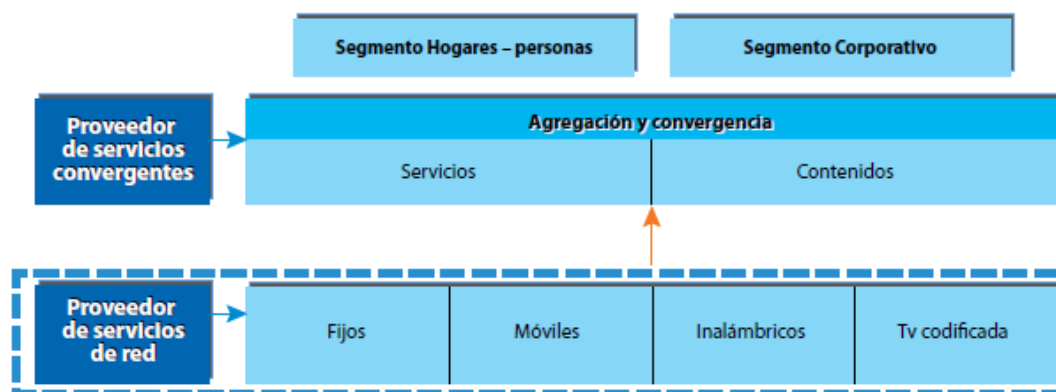 Segmento Hogares – personas
Segmento Corporativo
Proveedor
de servicios
convergentes
Agregación y convergencia
Servicios
Contenidos
Proveedor
de servicios
de red
Fijos
Móviles
Inalámbricos
Tv codificada